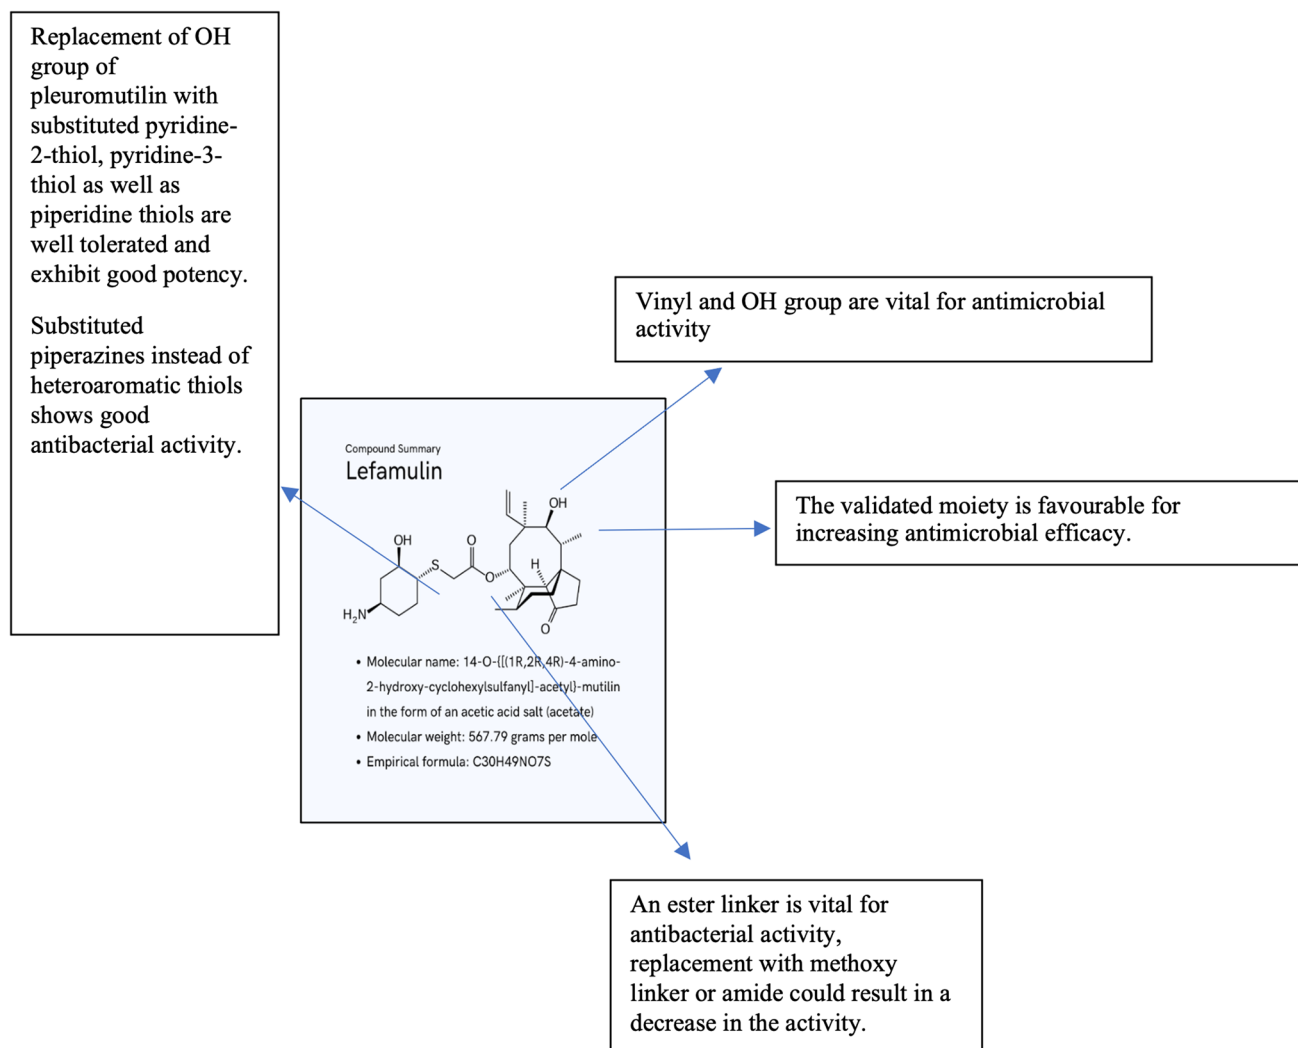 Replacement of OH
group of
pleuromutilin with
substituted pyridine-
2-thiol, pyridine-3-
thiol as well as
piperidine thiols are
well tolerated and
exhibit good potency.
Substituted
piperazines instead of
heteroaromatic thiols
shows good
antibacterial activity.
Vinyl and OH group are vital for antimicrobial
activity
The validated moiety is favourable for
increasing antimicrobial efficacy.
Compound Summary
Lefamulin
OH
OH
O
S
H
O
H₂N
O
• Molecular name: 14-O-{[(1R,2R,4R)-4-amino-
2-hydroxy-cyclohexylsulfanyl]-acetyl}-mutilin
in the form of an acetic acid salt (acetate)
• Molecular weight: 567.79 grams per mole
• Empirical formula: C30H49NO7S
An ester linker is vital for
antibacterial activity,
replacement with methoxy
linker or amide could result in a
decrease in the activity.